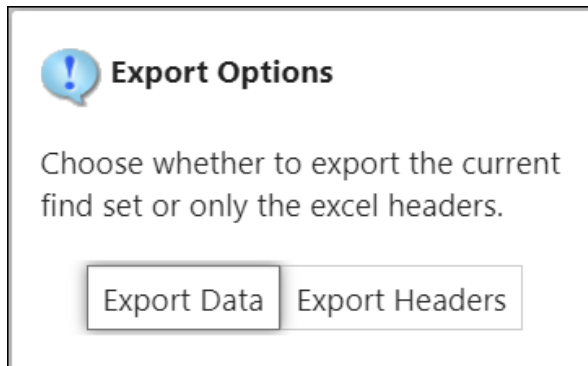 Export Options
Choose whether to export the current
find set or only the excel headers.
Export Data
Export Headers